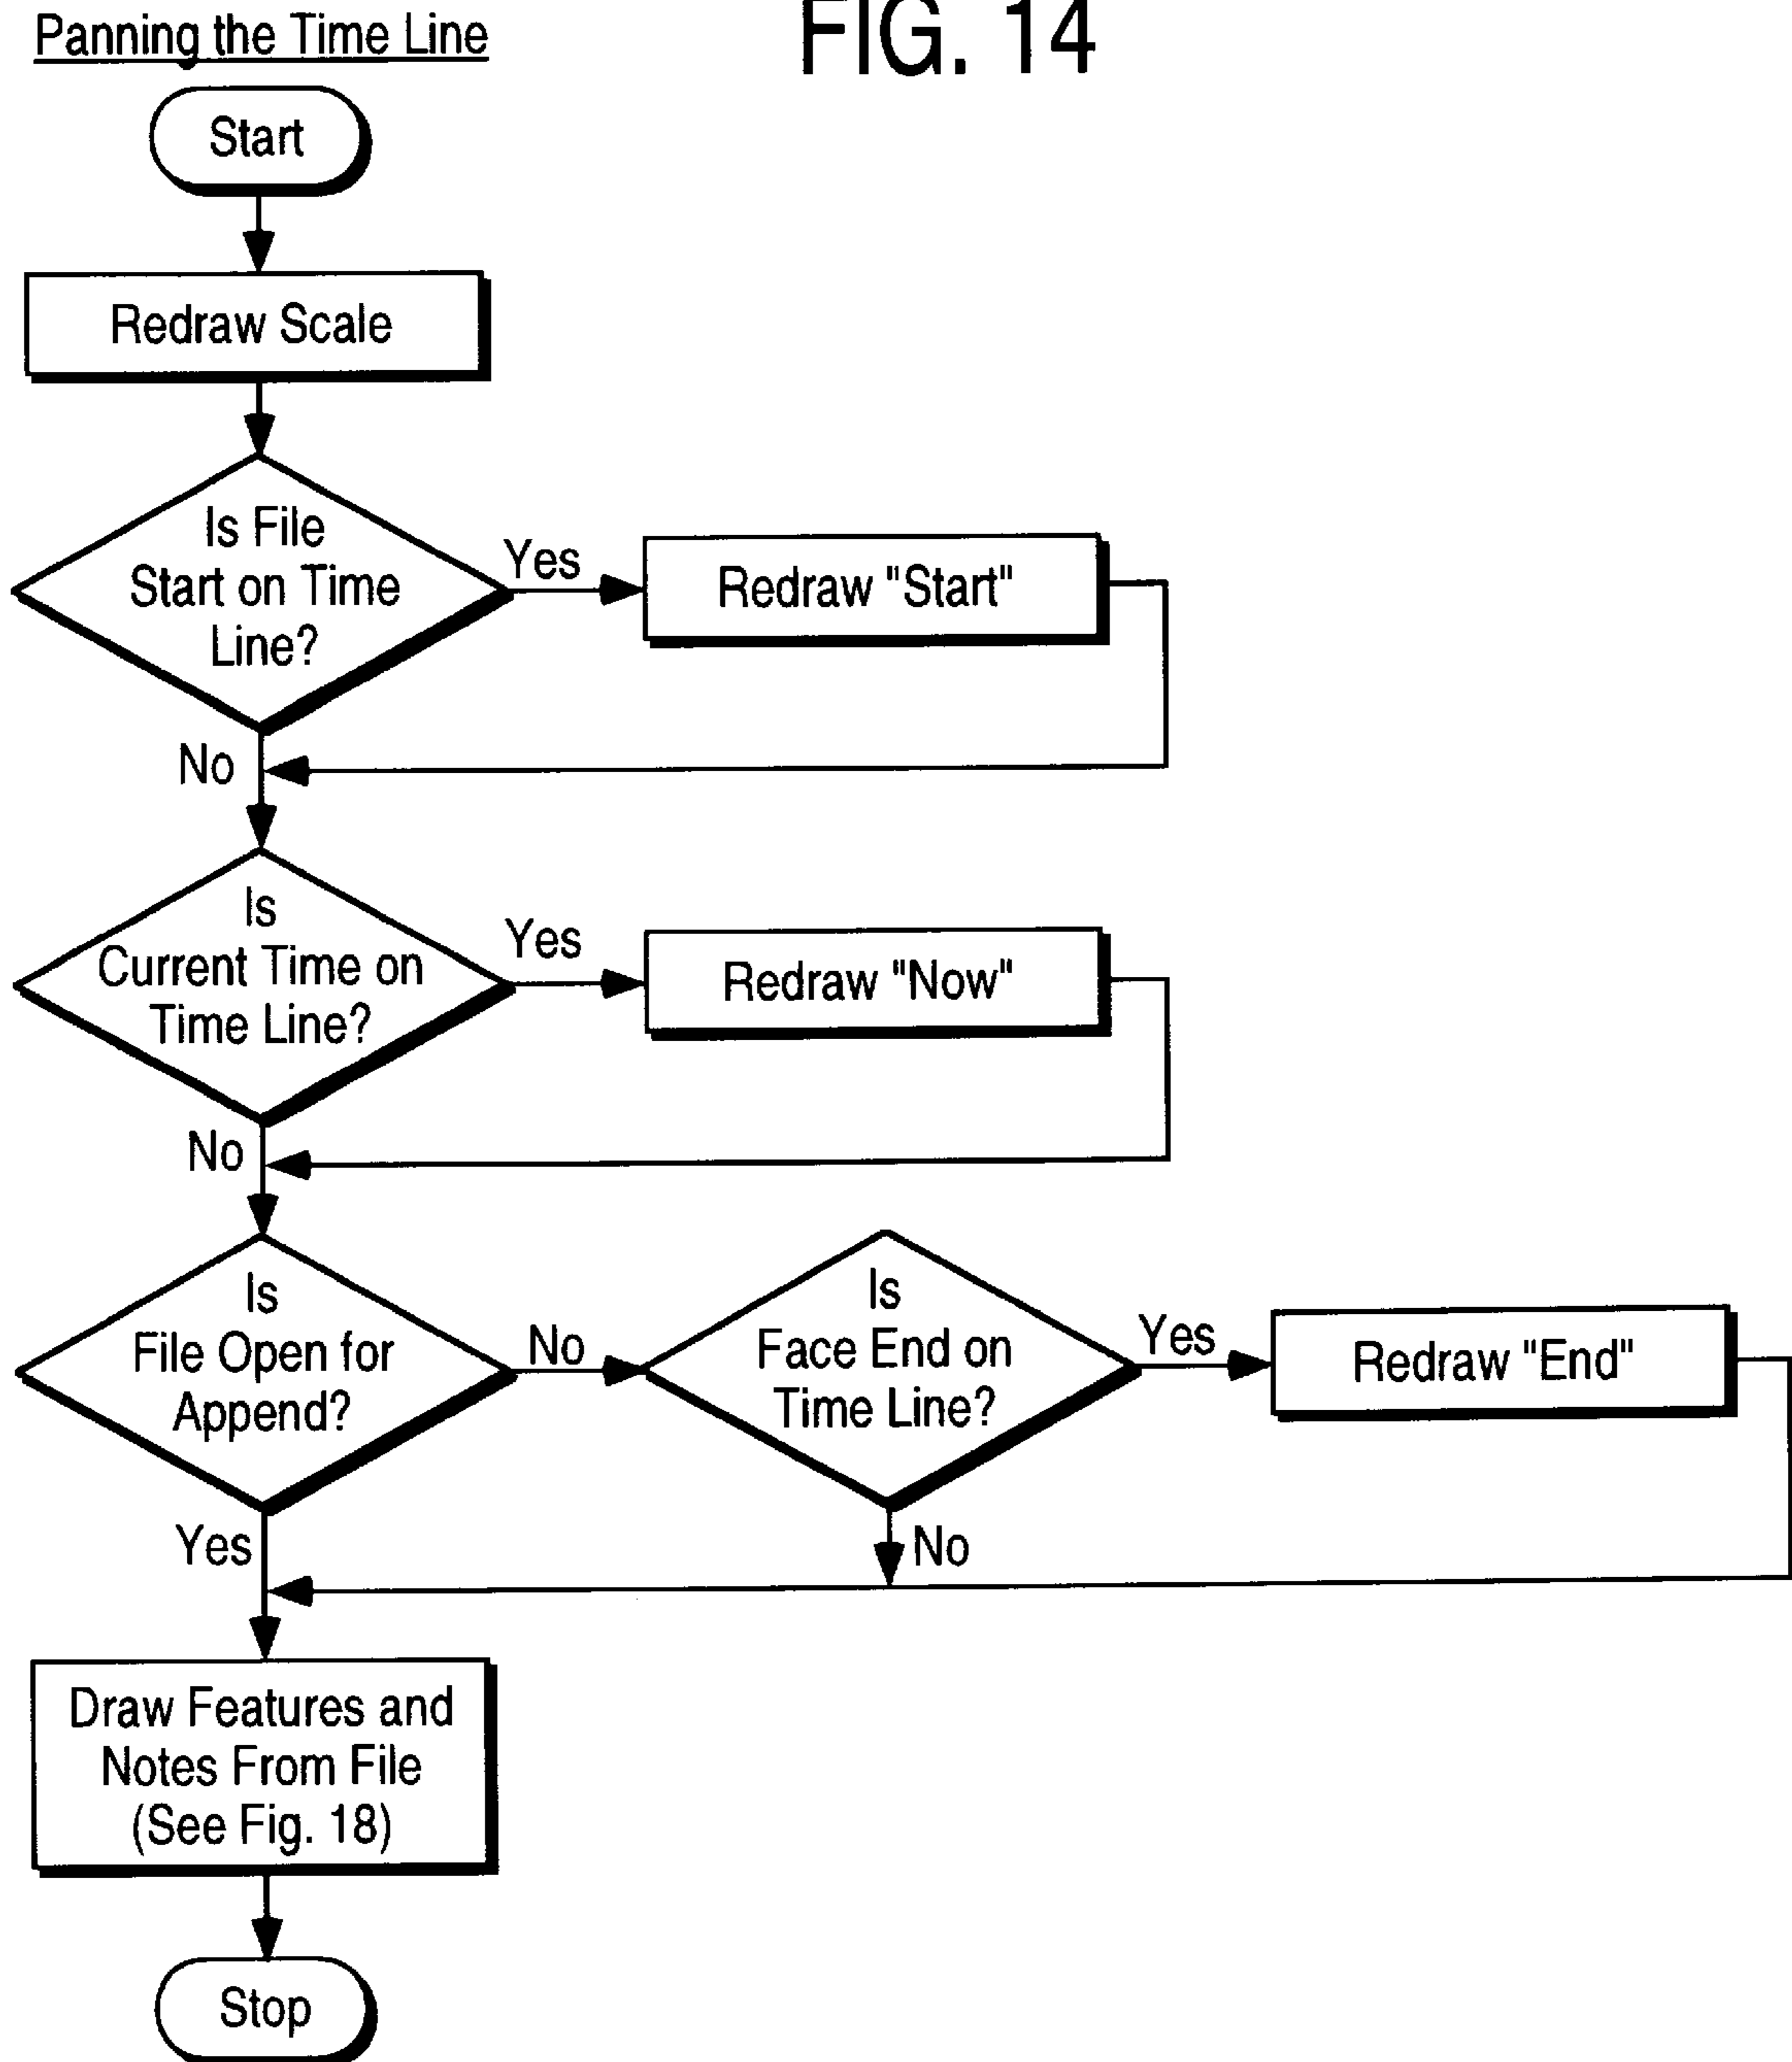 Panning the Time Line
FIG. 14
Start
Redraw Scale
Is File
Start on Time
Line?
Yes
Redraw "Start"
No
Is
Current Time on
Time Line?
Yes
Redraw "Now"
No
Is
File Open for
Append?
No
Is
Face End on
Time Line?
Yes
Redraw "End"
Yes
No
Draw Features and
Notes From File
(See Fig. 18)
Stop